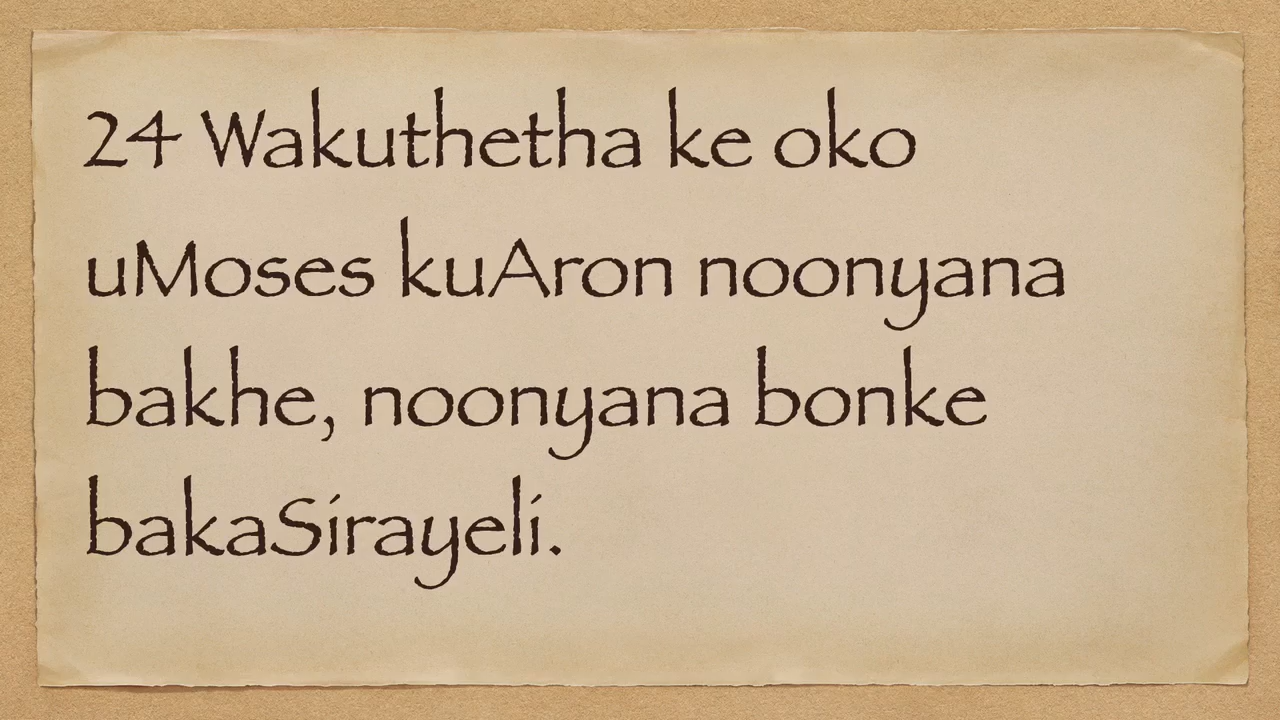 24 Wakuthetha ke oko
uMoses kuAron noonyana
bakhe, noonyana bonke
bakaSirayeli.